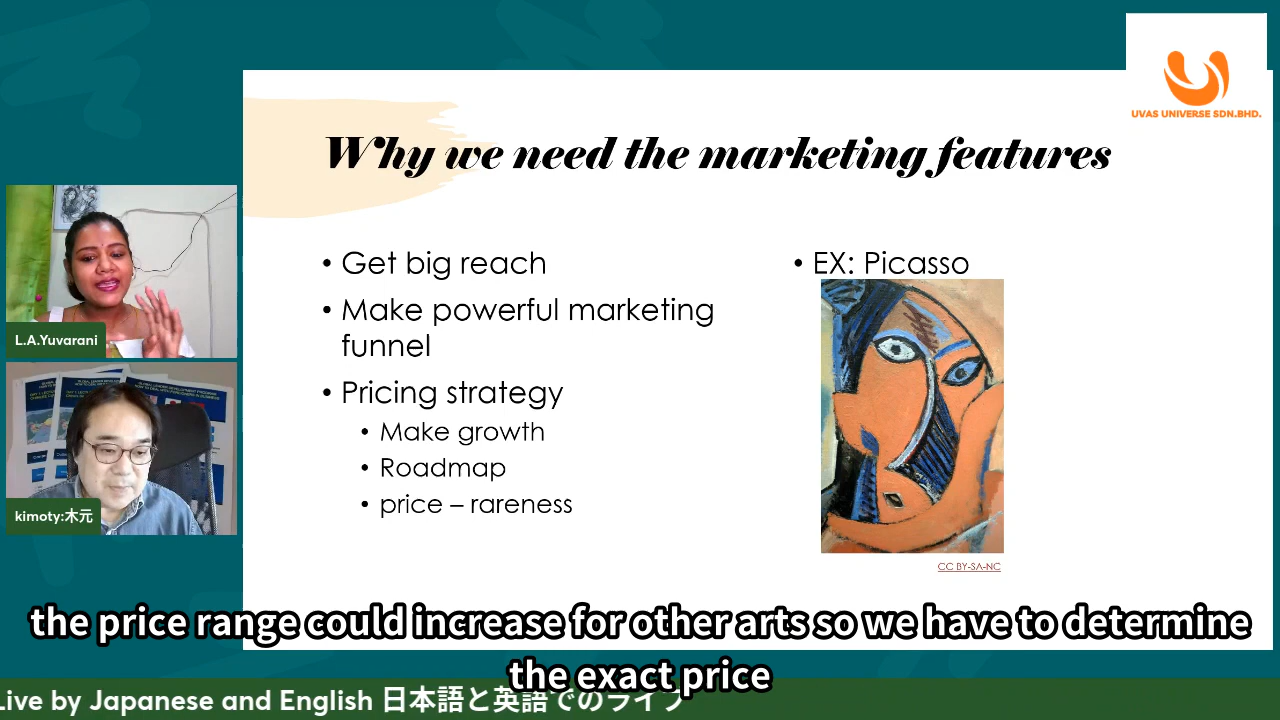 UVAS UNIVERSE SDN.BHD.
Why we need the marketing features
• Get big reach
• Make powerful marketing
funnel
• Pricing strategy
• Make growth
• Roadmap
• price – rareness
• EX: Picasso
CC BY-SA-NC
L.A.Yuvarani
kimoty:木元
the price range could increase for other arts so we have to determine
the exact price
Live by Japanese and English 日本語と英語でのライブ